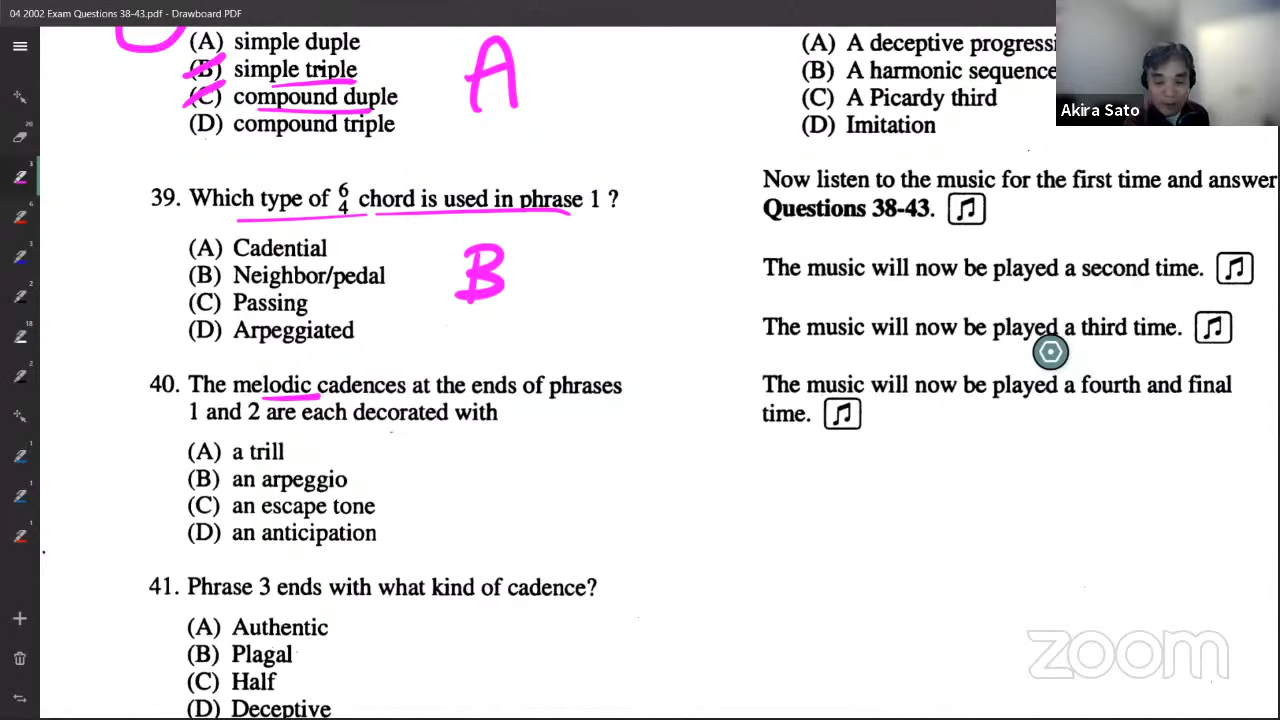 04.2002 Exam Questions 38-43.pdf - Drawboard PDF
(A) simple duple
(B) simple triple
(C) compound duple
(D) compound triple
A
39. Which type of 6/4 chord is used in phrase 1 ?
(A) Cadential
(B) Neighbor/pedal
(C) Passing
(D) Arpeggiated
B
40. The melodic cadences at the ends of phrases
1 and 2 are each decorated with
(A) a trill
(B) an arpeggio
(C) an escape tone
(D) an anticipation
41. Phrase 3 ends with what kind of cadence?
(A) Authentic
(B) Plagal
(C) Half
(D) Deceptive
(A) A deceptive progressi
(B) A harmonic sequence
(C) A Picardy third
(D) Imitation
Now listen to the music for the first time and answer
Questions 38-43.
The music will now be played a second time.
The music will now be played a third time.
The music will now be played a fourth and final
time.
Akira Sato
zoom